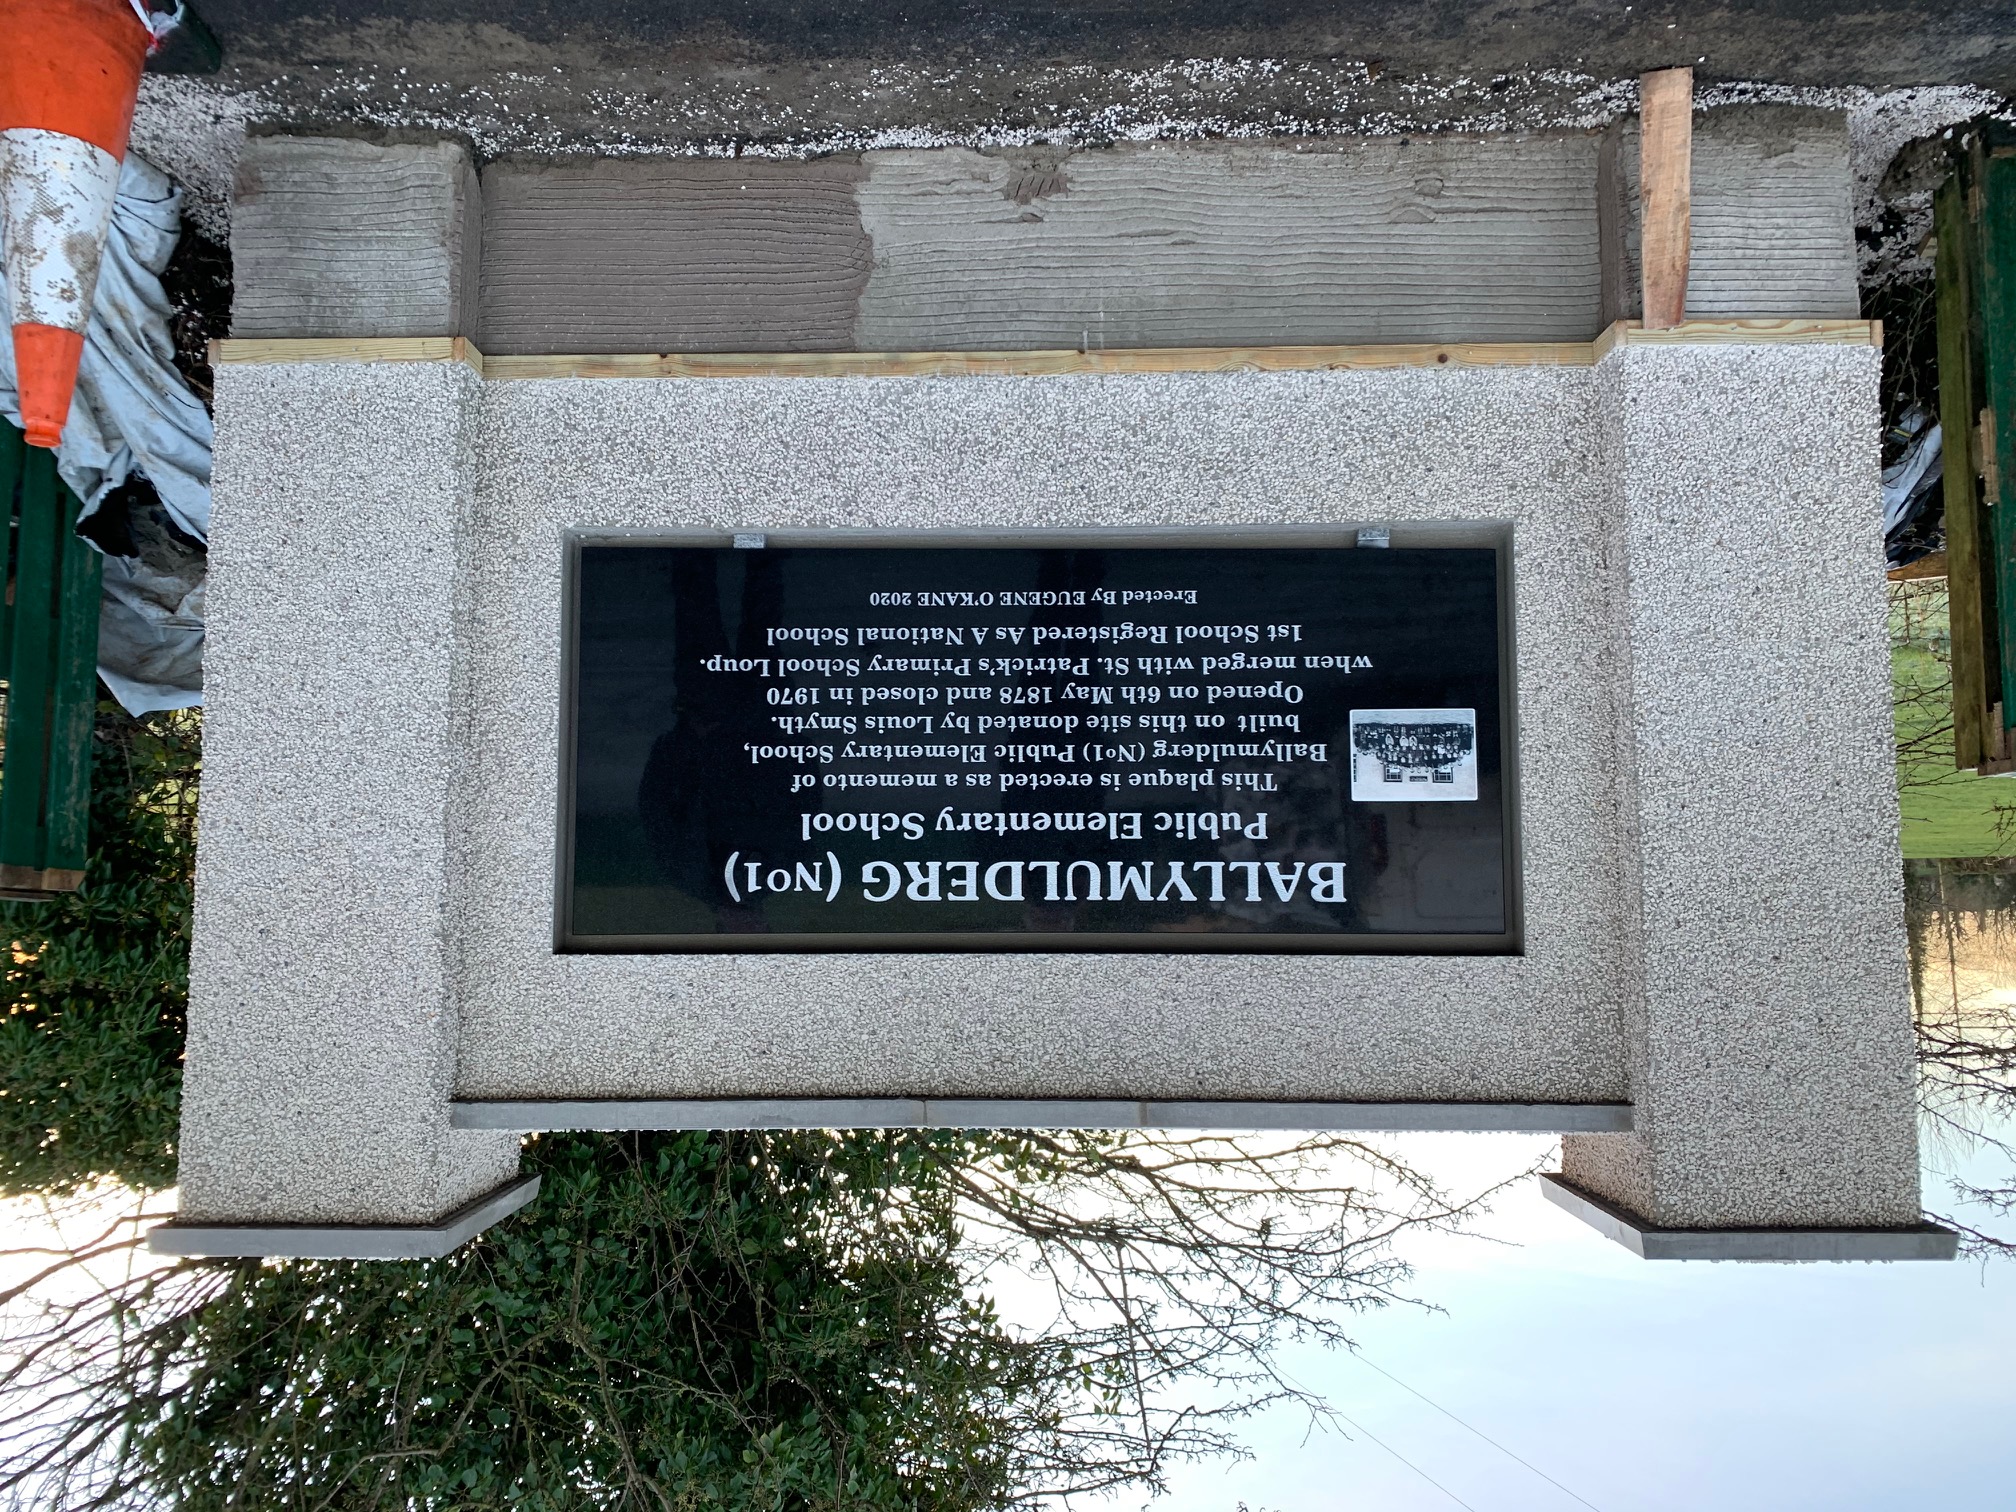 BALLYMULDERG (No1)
Public Elementary School
This plaque is erected as a memento of
Ballymulderg (No1) Public Elementary, School,
built on this site donated by Louis Smyth.
Opened on 6th May 1878 and closed in 1970
when merged with St. Patrick's Primary School Loup.
1st School Registered As A National School
Erected By EUGENE O'KANE 2020